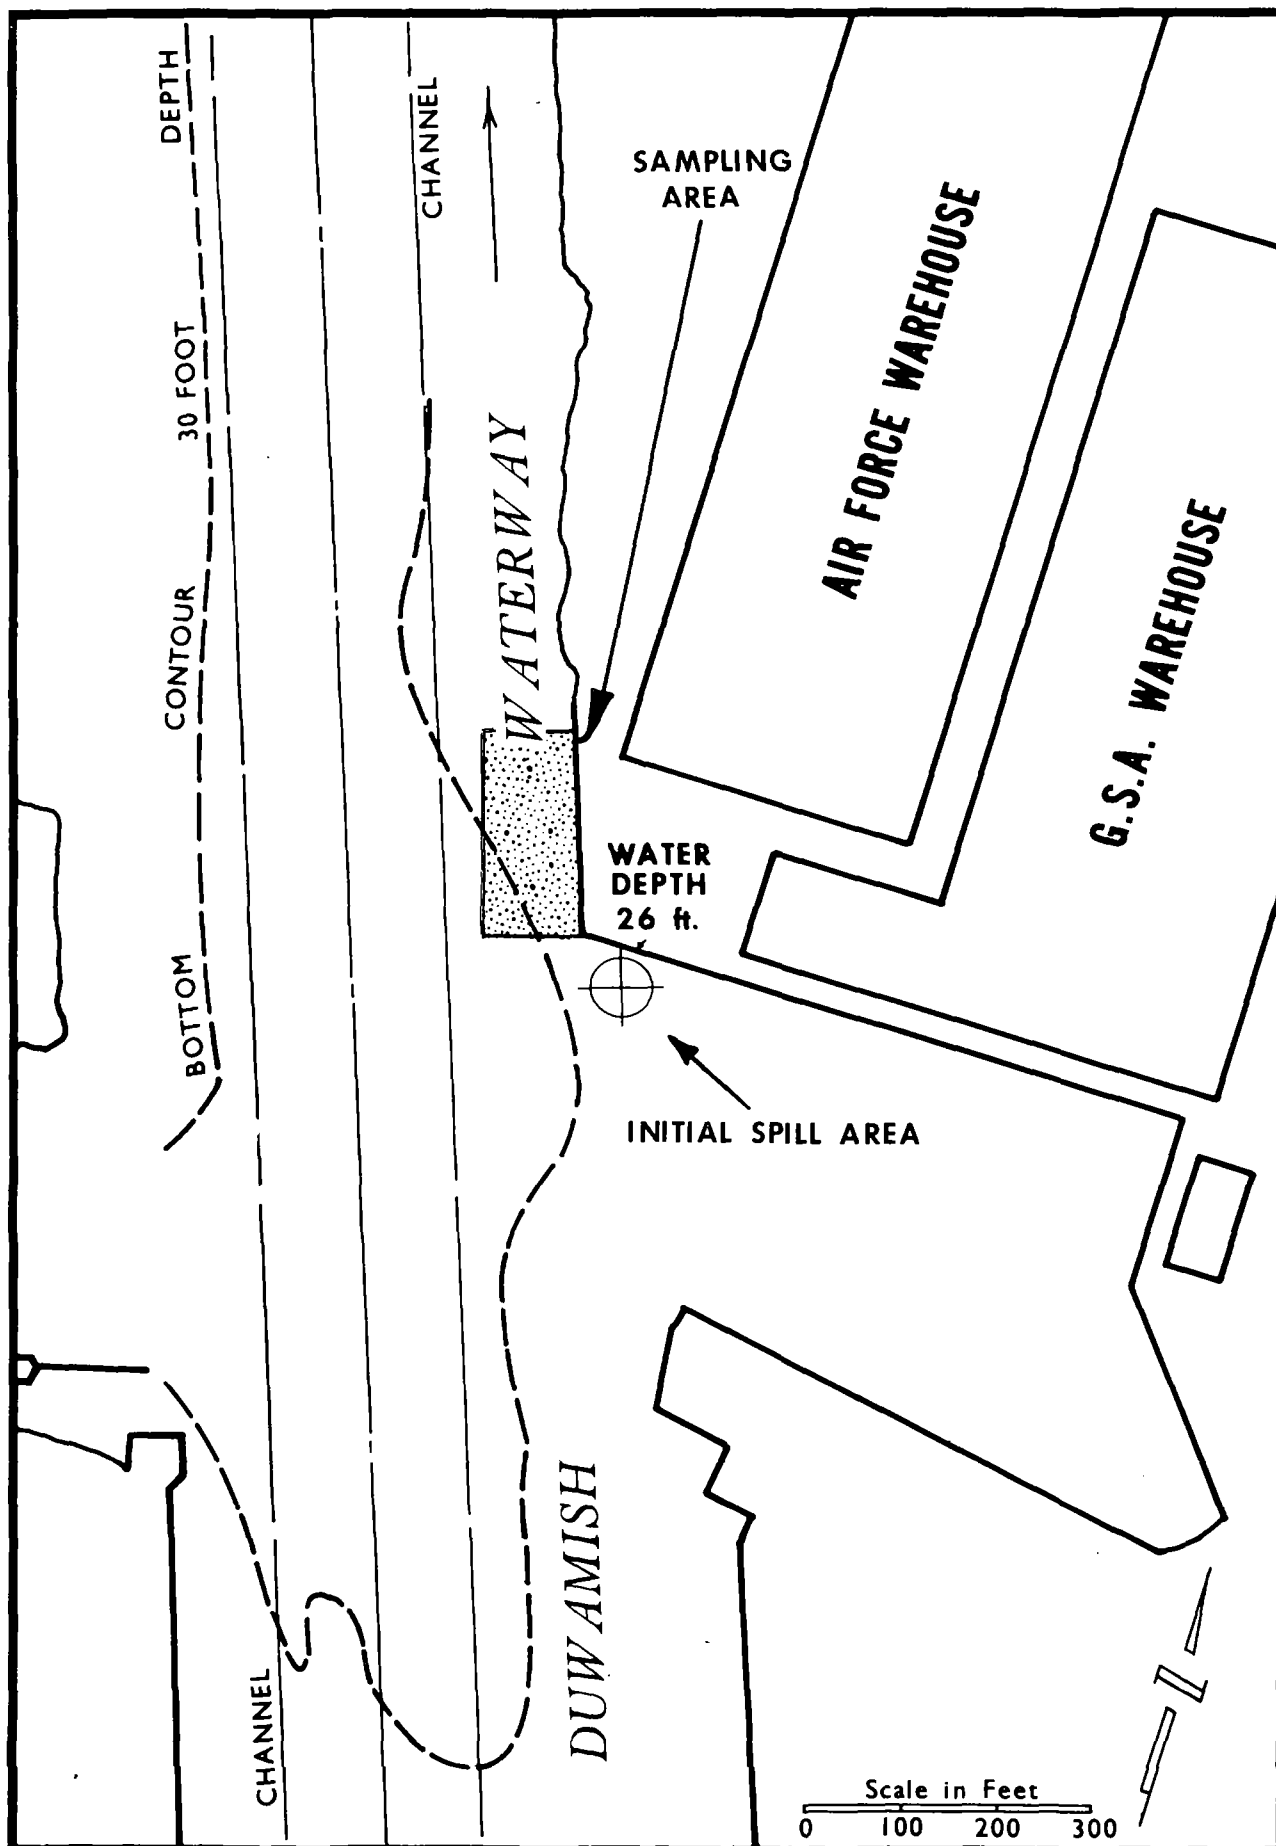 DEPTH
30 FOOT
CONTOUR
BOTTOM
CHANNEL
CHANNEL
DUWAMISH
WATERWAY
SAMPLING
AREA
AIR FORCE WAREHOUSE
G.S.A. WAREHOUSE
WATER
DEPTH
26 ft.
INITIAL SPILL AREA
N
Scale in Feet
0 100 200 300